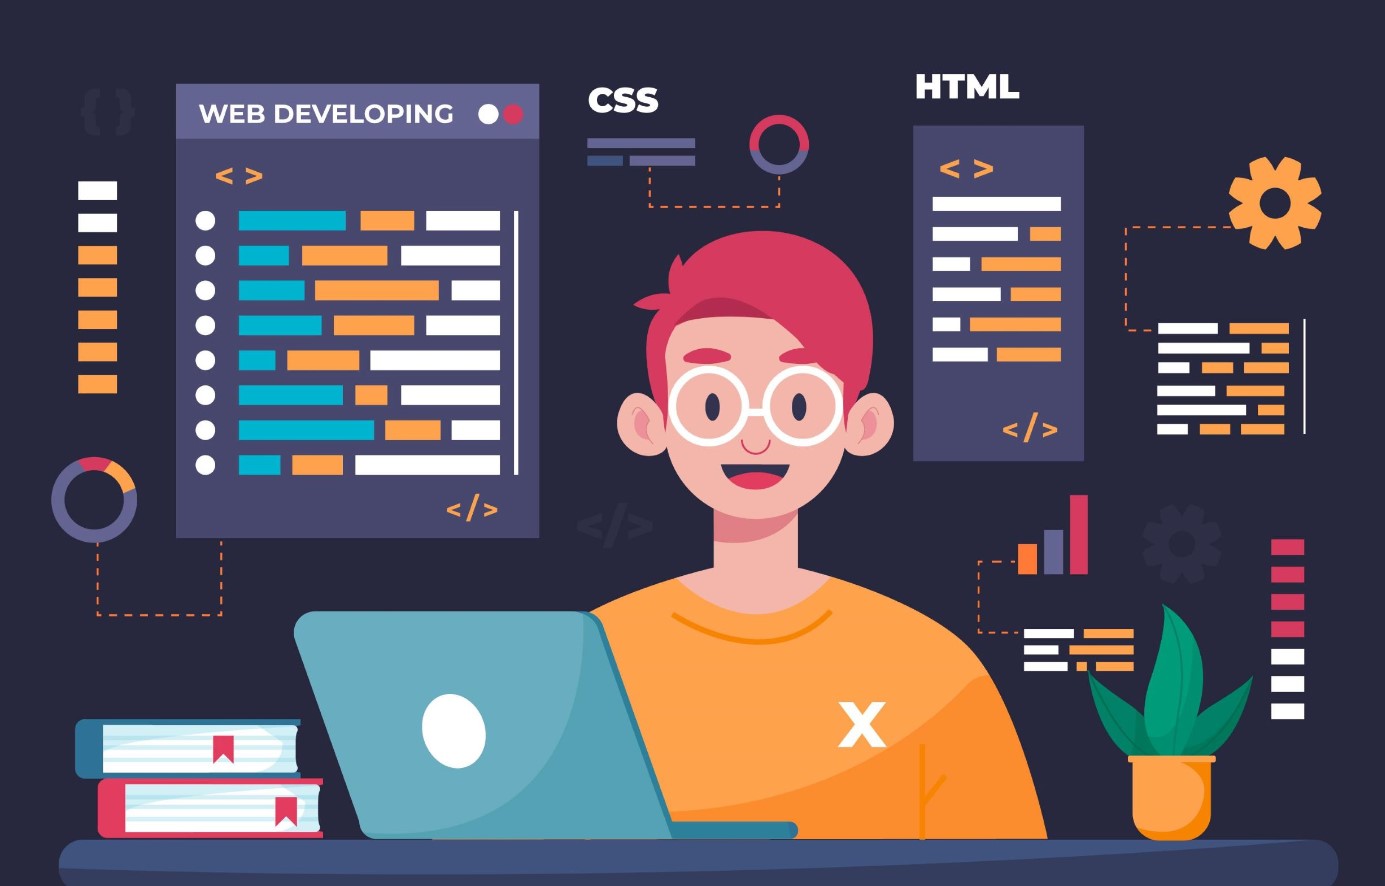 WEB DEVELOPING
CSS
HTML
{ }
< >
< >
</>
</>
</>
X